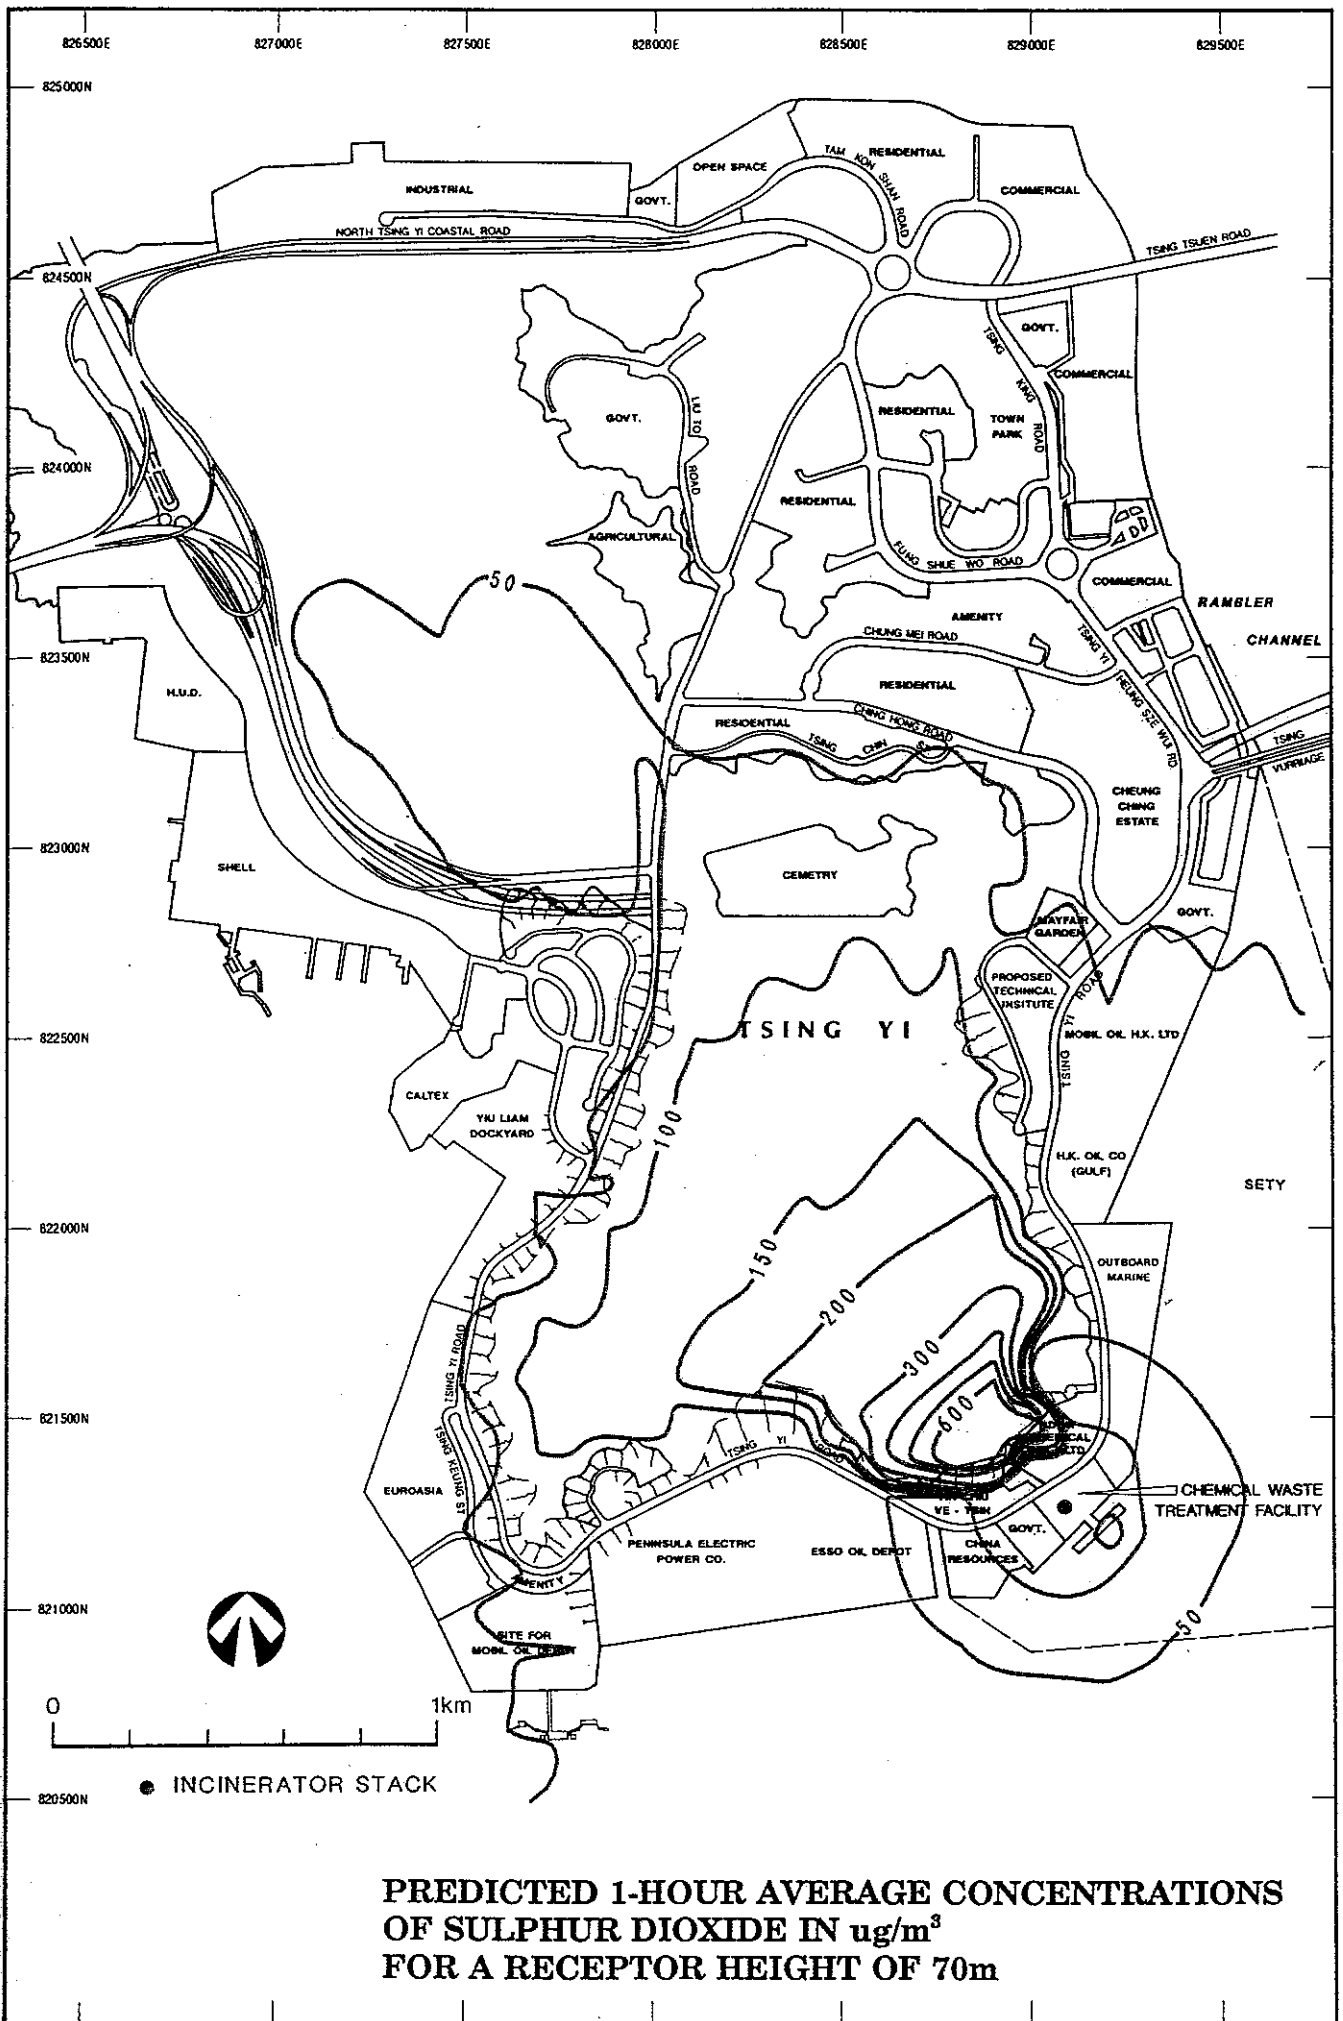 826500E
827000E
827500E
828000E
828500E
829000E
829500E
825000N
TAM KON SHAN ROAD
RESIDENTIAL
OPEN SPACE
INDUSTRIAL
GOVT.
COMMERCIAL
NORTH TSING YI COASTAL ROAD
TSING TSUEN ROAD
824500N
GOVT.
TSING KING ROAD
COMMERCIAL
LIU TO ROAD
GOVT.
RESIDENTIAL
TOWN
PARK
824000N
RESIDENTIAL
AGRICULTURAL
FUNG SHUE WO ROAD
COMMERCIAL
50
RAMBLER
CHANNEL
AMENITY
CHUNG MEI ROAD
TSING YI HEUNG SZE WUI RD.
823500N
H.U.D.
RESIDENTIAL
CHING HONG ROAD
RESIDENTIAL
TSING CHIN
TSING
CHEUNG
CHING
ESTATE
823000N
SHELL
CEMETRY
MAYFAIR
GARDEN
GOVT.
PROPOSED
TECHNICAL
INSITUTE
TSING YI ROAD
TSING YI
822500N
MOBIL OIL H.K. LTD
CALTEX
YIU LIAM
DOCKYARD
100
H.K. OIL CO
(GULF)
SETY
822000N
150
OUTBOARD
MARINE
200
TSING YI ROAD
300
600
821500N
TSING KEUNG ST
TSING YI ROAD
LTD
EUROASIA
CHEMICAL WASTE
TREATMENT FACILITY
GOVT.
PENINSULA ELECTRIC
POWER CO.
ESSO OIL DEPOT
CHINA
RESOURCES
AMENITY
821000N
50
SITE FOR
MOBIL OIL DEPOT
0
1km
INCINERATOR STACK
820500N
PREDICTED 1-HOUR AVERAGE CONCENTRATIONS
OF SULPHUR DIOXIDE IN ug/m³
FOR A RECEPTOR HEIGHT OF 70m